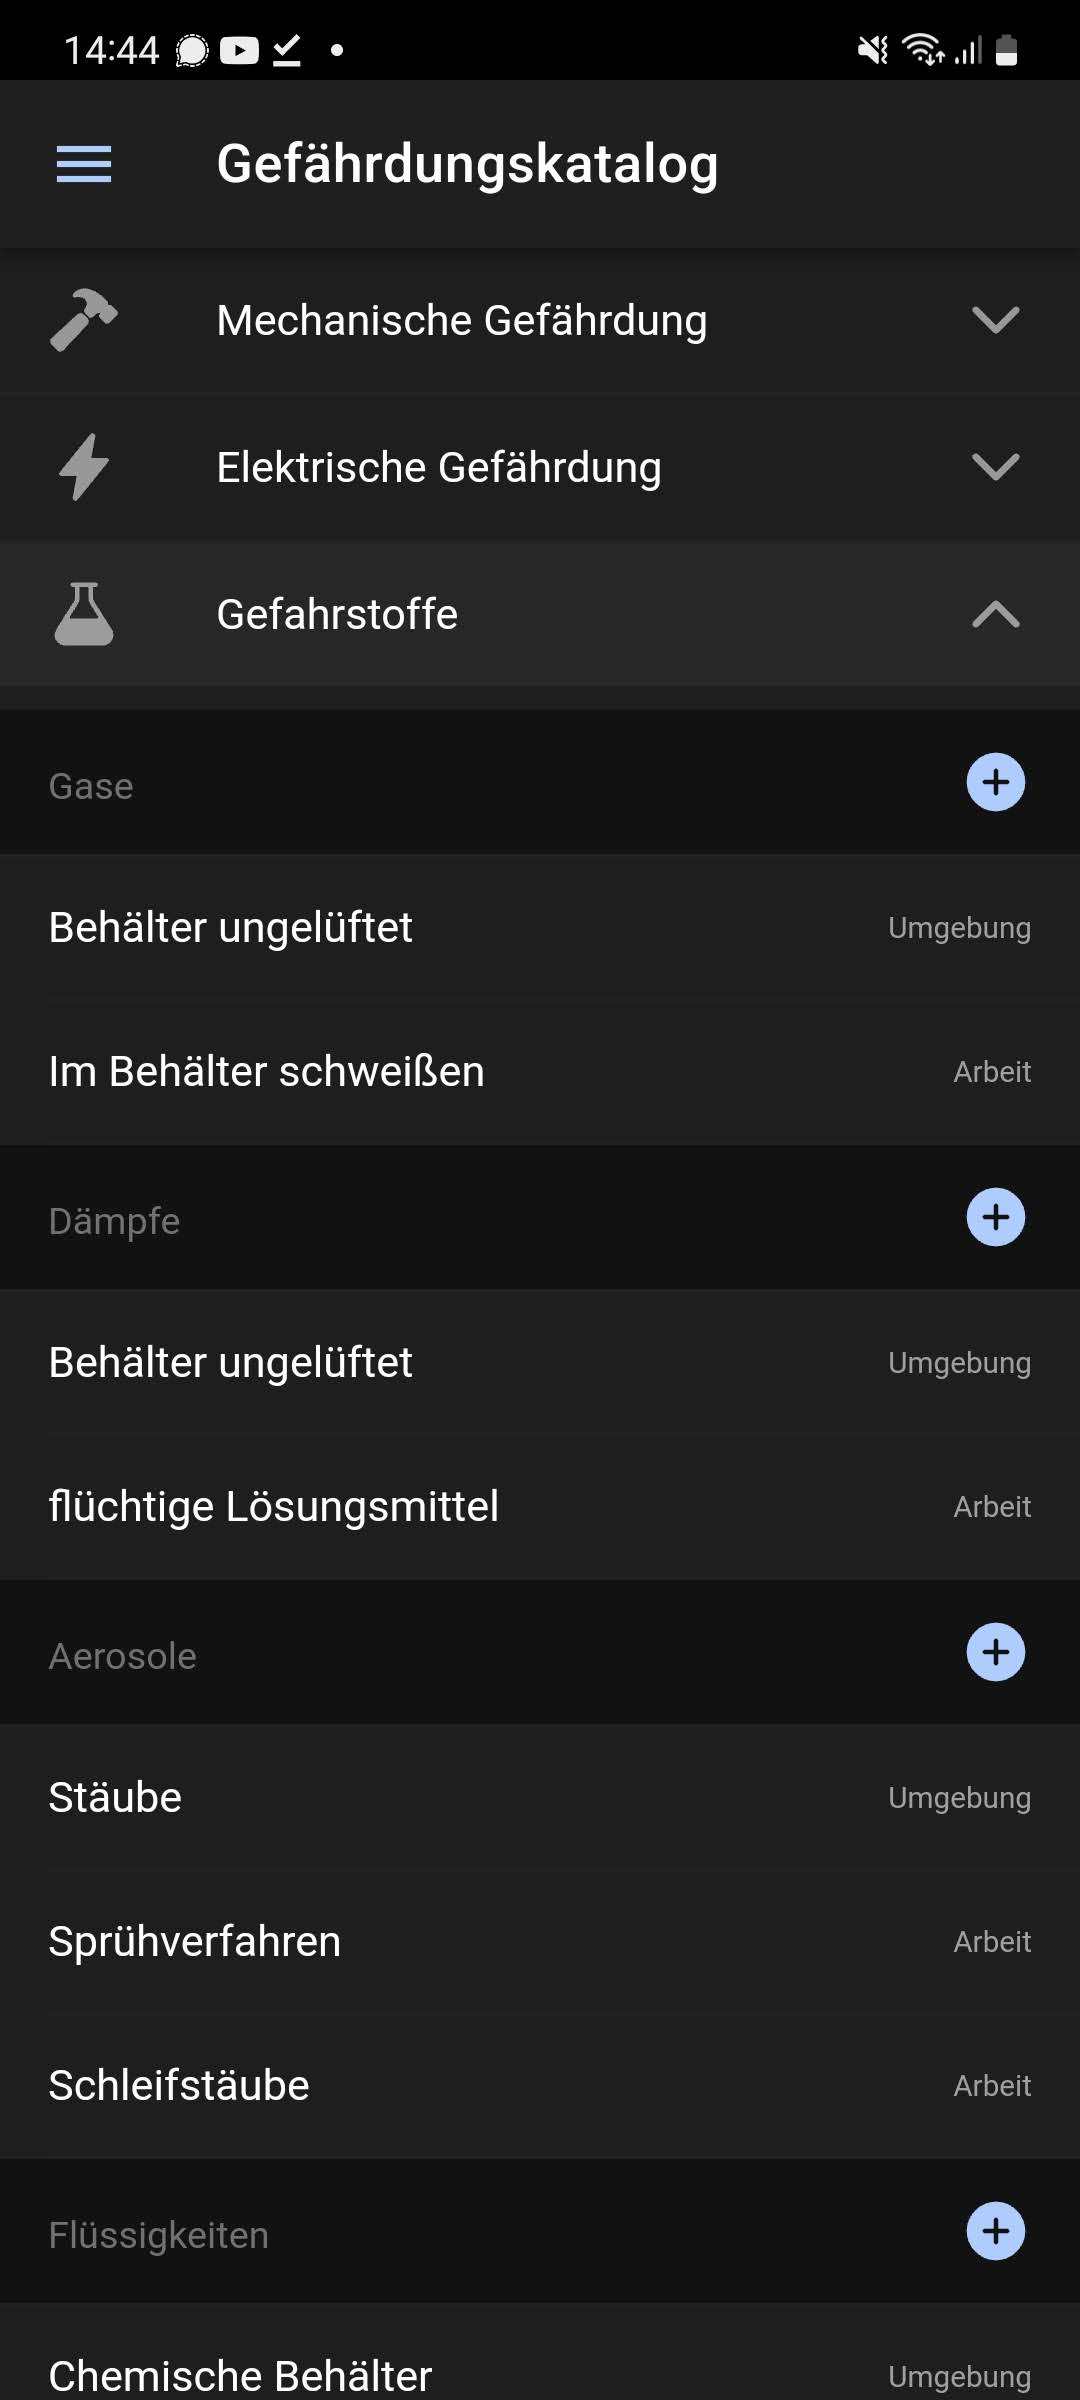 14:44
Gefährdungskatalog
Mechanische Gefährdung
Elektrische Gefährdung
Gefahrstoffe
Gase
Behälter ungelüftet Umgebung
Im Behälter schweißen Arbeit
Dämpfe
Behälter ungelüftet Umgebung
flüchtige Lösungsmittel Arbeit
Aerosole
Stäube Umgebung
Sprühverfahren Arbeit
Schleifstäube Arbeit
Flüssigkeiten
Chemische Behälter Umgebung